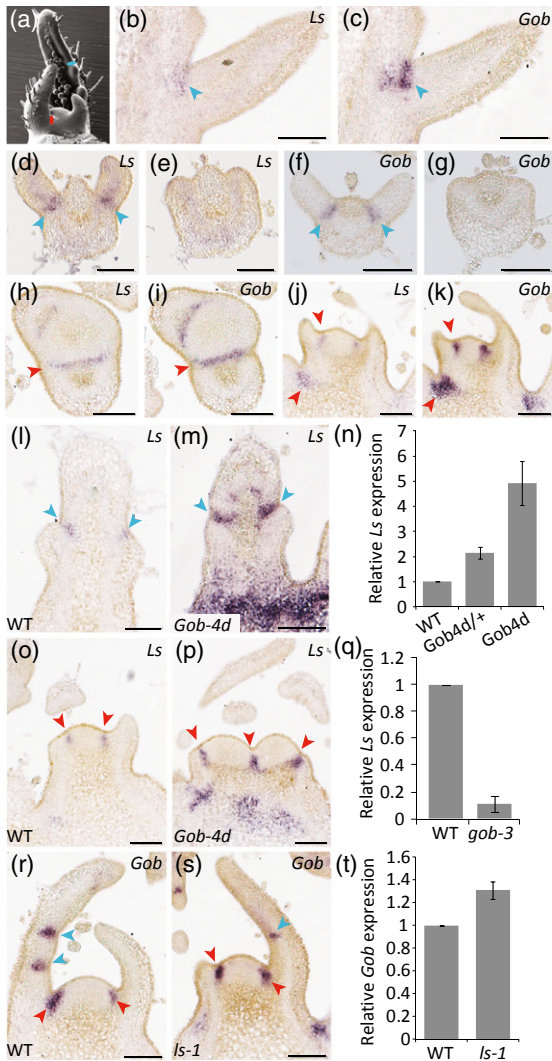 (a)
(b)
Ls
(c)
Gob
(d)
Ls
(e)
Ls
(f)
Gob
(g)
Gob
(h)
Ls
(i)
Gob
(j)
Ls
(k)
Gob
(l)
Ls
WT
(m)
Ls
Gob-4d
(n)
Relative Ls expression
7
6
5
4
3
2
1
0
WT
Gob4d/+
Gob4d
(o)
Ls
WT
(p)
Ls
Gob-4d
(q)
Relative Ls expression
1.2
1
0.8
0.6
0.4
0.2
0
WT
gob-3
(r)
Gob
WT
(s)
Gob
ls-1
(t)
Relative Gob expression
1.6
1.4
1.2
1
0.8
0.6
0.4
0.2
0
WT
ls-1